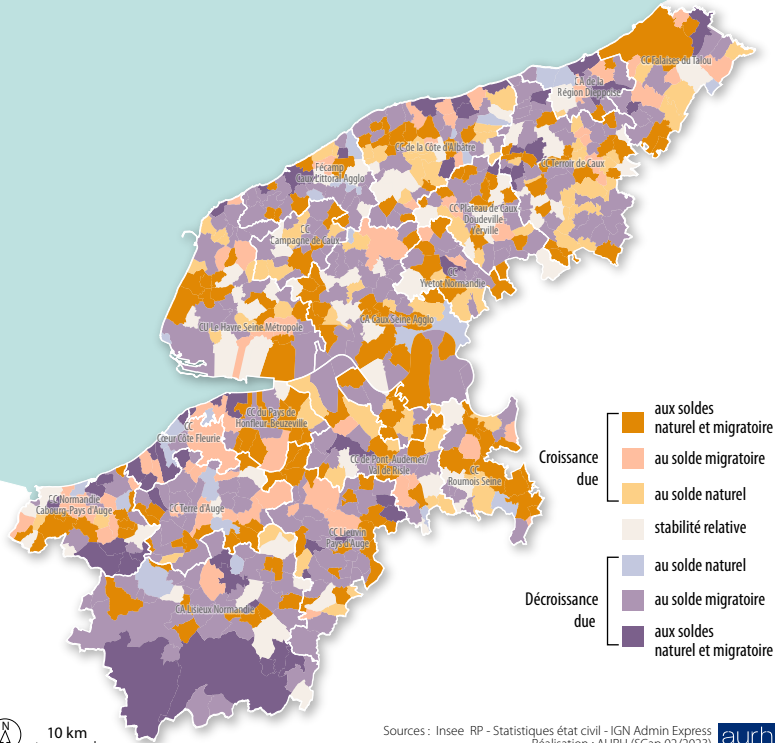 CC Falaises du Talou
CA de la
Région Dieppoise
CC de la Côte d'Albâtre
CC Terroir de Caux
Fécamp
Caux Littoral Agglo
CC Plateau de Caux-
Doudeville
Yerville
CC
Campagne de Caux
CC
Yvetot Normandie
CU Le Havre Seine Métropole
CA Caux Seine Agglo
CC du Pays de
Honfleur-Beuzeville
CC
Cœur Côte Fleurie
CC de Pont-Audemer/
Val de Risle
CC
Roumois Seine
CC Normandie
Cabourg-Pays d'Auge
CC Terre d'Auge
CC Lieuvin
Pays d'Auge
CA Lisieux Normandie
Croissance
due
aux soldes
naturel et migratoire
au solde migratoire
au solde naturel
stabilité relative
Décroissance
due
au solde naturel
au solde migratoire
aux soldes
naturel et migratoire
N
10 km
Sources : Insee RP - Statistiques état civil - IGN Admin Express
Réalisation : AURH (SCap 02/2023)
aurh